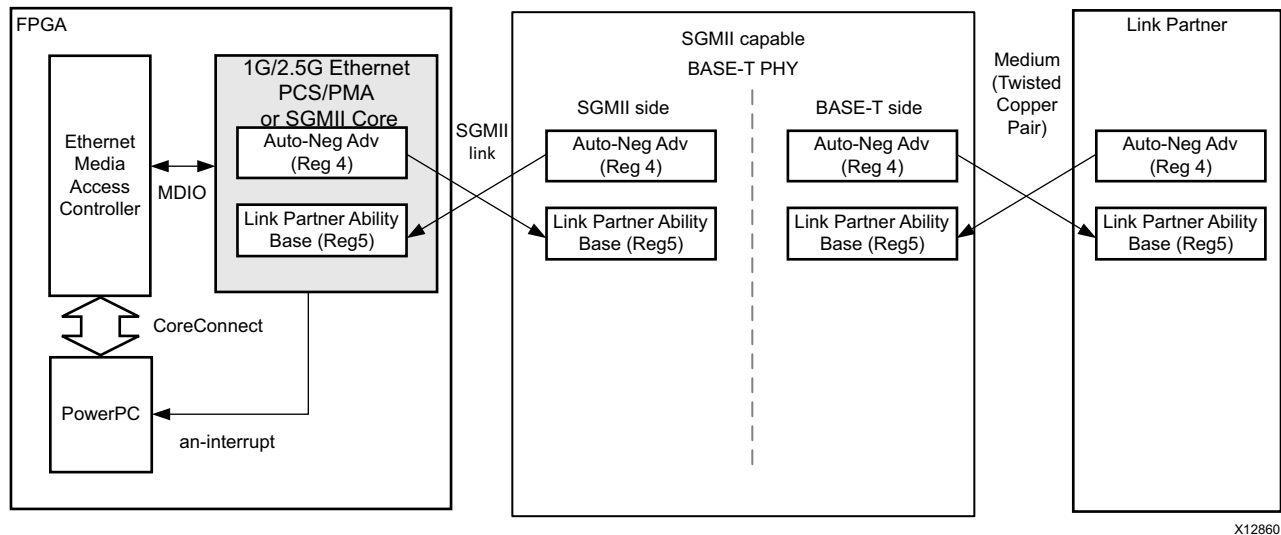 FPGA
Ethernet
Media
Access
Controller
MDIO
1G/2.5G Ethernet
PCS/PMA
or SGMII Core
Auto-Neg Adv
(Reg 4)
Link Partner Ability
Base (Reg5)
CoreConnect
PowerPC
an-interrupt
SGMII
link
SGMII capable
BASE-T PHY
SGMII side
Auto-Neg Adv
(Reg 4)
Link Partner Ability
Base (Reg5)
BASE-T side
Auto-Neg Adv
(Reg 4)
Link Partner Ability
Base (Reg5)
Medium
(Twisted
Copper
Pair)
Link Partner
Auto-Neg Adv
(Reg 4)
Link Partner Ability
Base (Reg5)
X12860